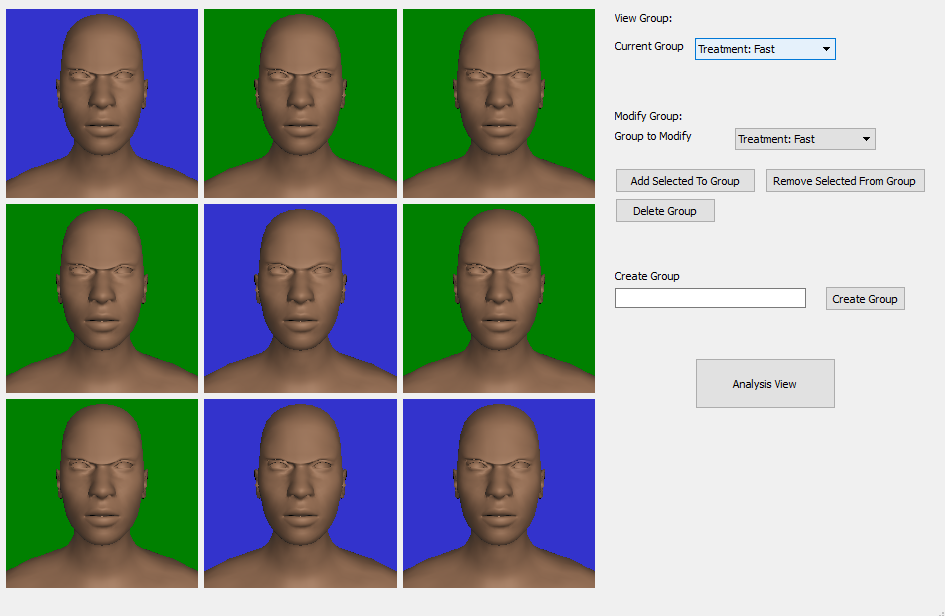 View Group:
Current Group Treatment: Fast
Modify Group:
Group to Modify Treatment: Fast
Add Selected To Group Remove Selected From Group
Delete Group
Create Group
Create Group
Analysis View